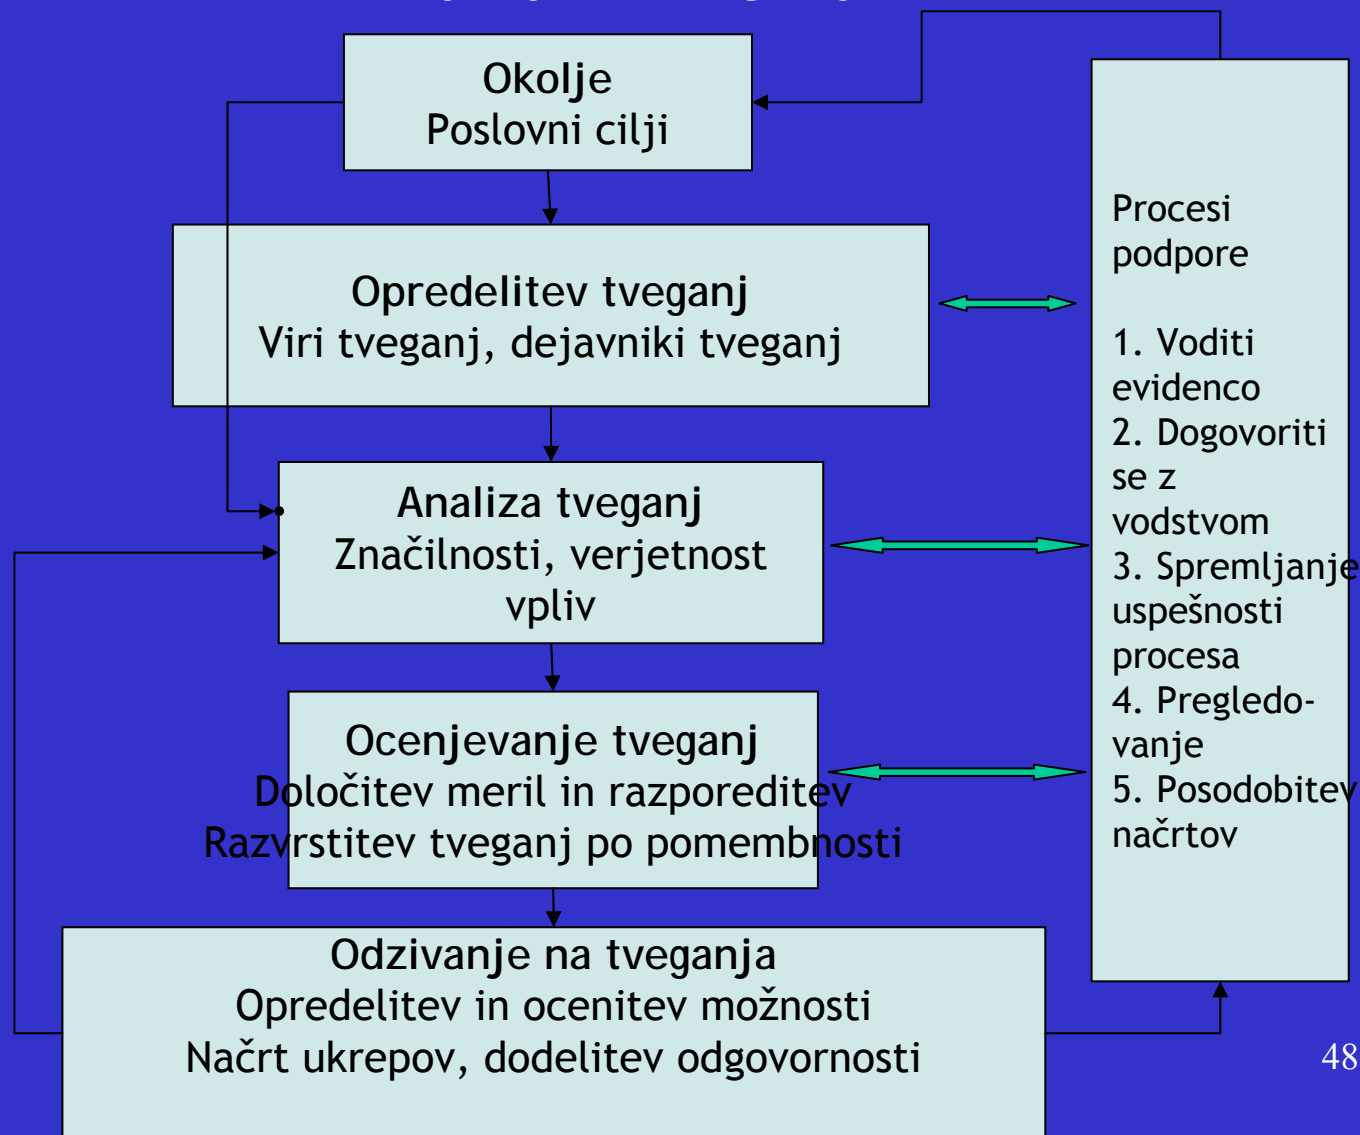 Okolje
Poslovni cilji
Opredelitev tveganj
Viri tveganj, dejavniki tveganj
Analiza tveganj
Značilnosti, verjetnost
vpliv
Ocenjevanje tveganj
Določitev meril in razporeditev
Razvrstitev tveganj po pomembnosti
Odzivanje na tveganja
Opredelitev in ocenitev možnosti
Načrt ukrepov, dodelitev odgovornosti
Procesi
podpore
1. Voditi
evidenco
2. Dogovoriti
se z
vodstvom
3. Spremljanje
uspešnosti
procesa
4. Pregledo-
vanje
5. Posodobitev
načrtov
48